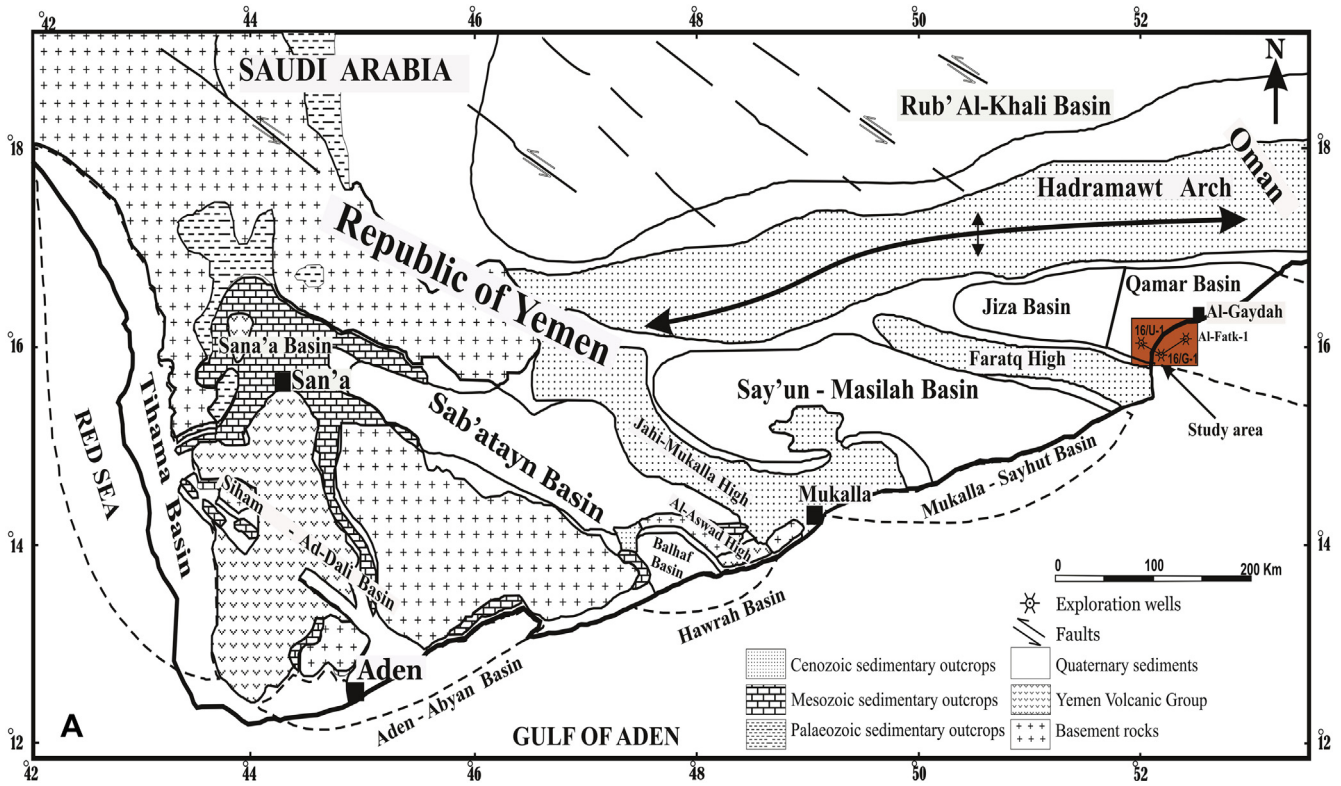 42
44
46
48
50
52
SAUDI ARABIA
Rub' Al-Khali Basin
N
18
18
Oman
Hadramawt Arch
Republic of Yemen
Qamar Basin
Jiza Basin
Al-Gaydah
16/U-1
Al-Fatk-1
16/G-1
16
16
Sana'a Basin
Faratq High
San'a
Say'un - Masilah Basin
Study area
Tihama Basin
RED SEA
Sab'atayn Basin
Jahi-Mukalla High
Mukalla - Sayhut Basin
Mukalla
Siham - Ad-Dali Basin
Al-Aswad High
14
14
Balhaf
Basin
Hawrah Basin
0 100 200 Km
Exploration wells
Faults
Cenozoic sedimentary outcrops
Quaternary sediments
Mesozoic sedimentary outcrops
Yemen Volcanic Group
Palaeozoic sedimentary outcrops
Basement rocks
Aden
Aden - Abyan Basin
A
GULF OF ADEN
12
12
42
44
46
48
50
52